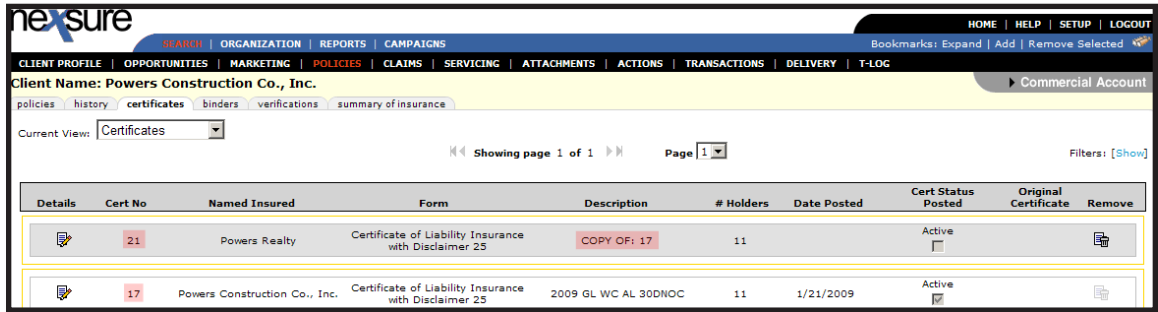 nexsure
HOME | HELP | SETUP | LOGOUT
SEARCH | ORGANIZATION | REPORTS | CAMPAIGNS
Bookmarks: Expand | Add | Remove Selected
CLIENT PROFILE | OPPORTUNITIES | MARKETING | POLICIES | CLAIMS | SERVICING | ATTACHMENTS | ACTIONS | TRANSACTIONS | DELIVERY | T-LOG
Client Name: Powers Construction Co., Inc.
Commercial Account
policies history certificates binders verifications summary of insurance
Current View: Certificates
Showing page 1 of 1 Page 1
Filters: [Show]
Details Cert No Named Insured Form Description # Holders Date Posted Cert Status Posted Original Certificate Remove
21 Powers Realty Certificate of Liability Insurance with Disclaimer 25 COPY OF: 17 11 Active
17 Powers Construction Co., Inc. Certificate of Liability Insurance with Disclaimer 25 2009 GL WC AL 30DNOC 11 1/21/2009 Active